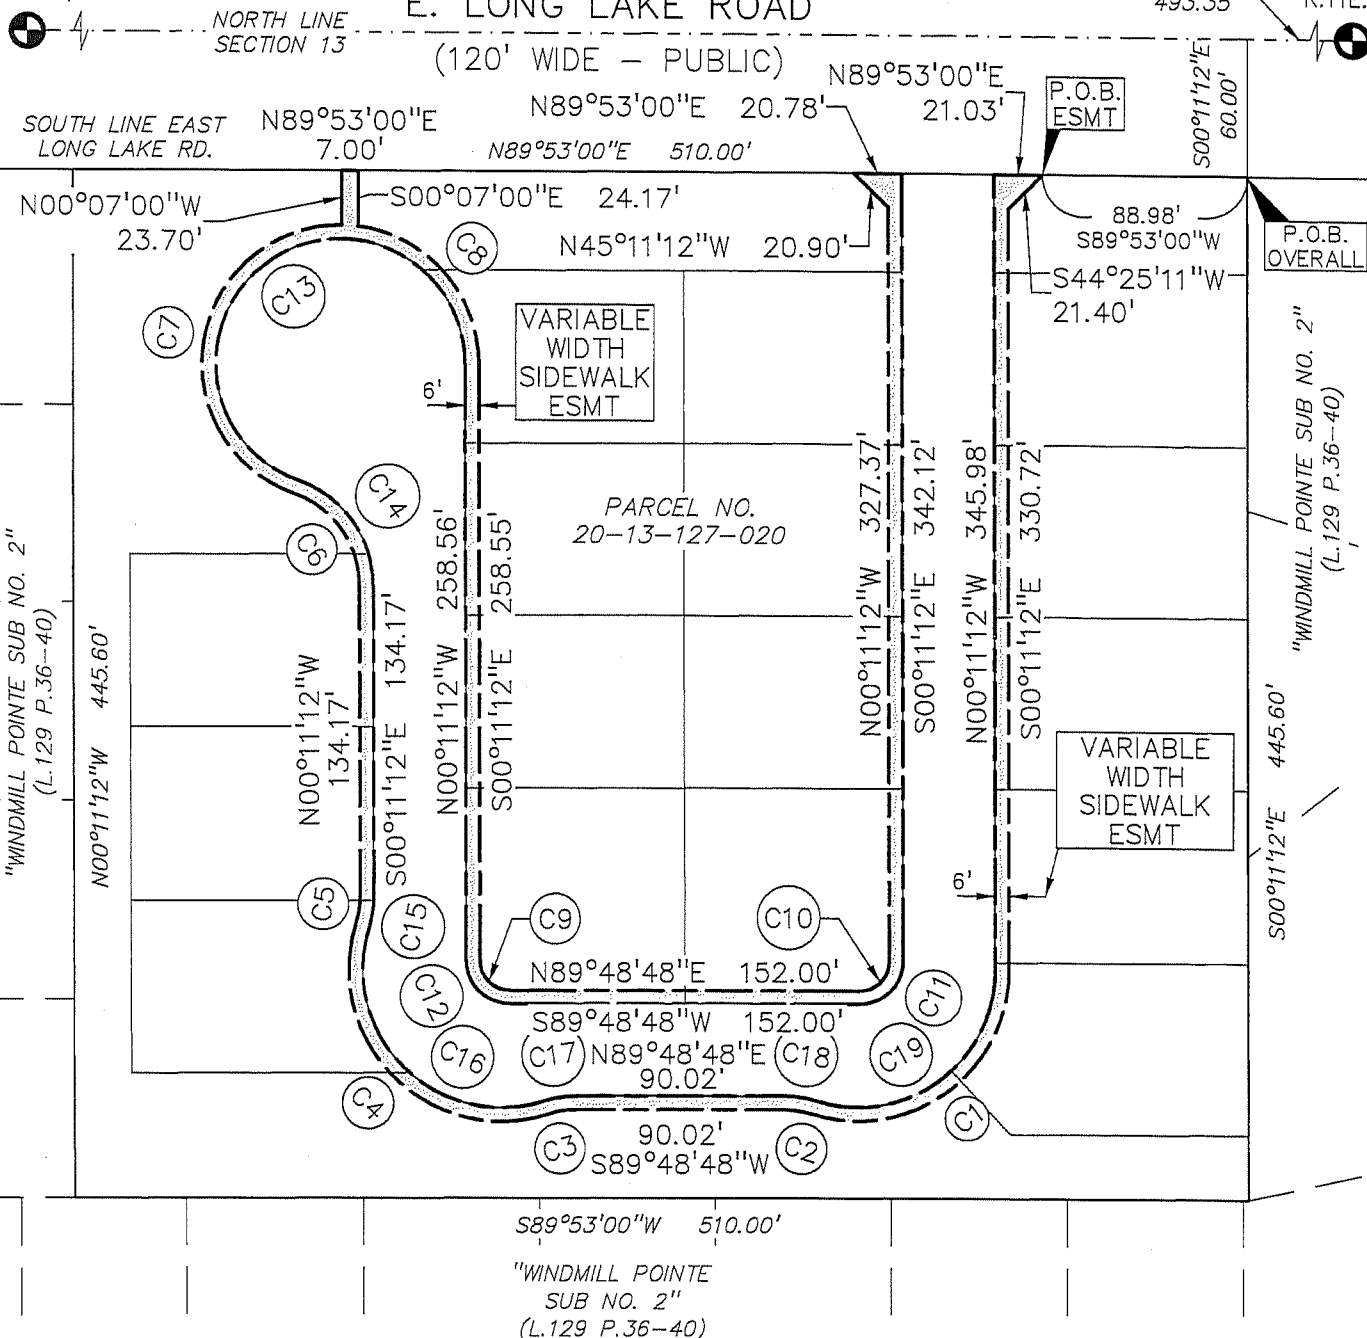 E. LONG LAKE ROAD
493.35'
NORTH LINE
SECTION 13
(120' WIDE – PUBLIC)
N89°53'00"E 20.78'
N89°53'00"E
21.03'
P.O.B.
ESMT
S00°11'12"E
60.00'
SOUTH LINE EAST
LONG LAKE RD.
N89°53'00"E
7.00'
N89°53'00"E 510.00'
N00°07'00"W
23.70'
S00°07'00"E 24.17'
N45°11'12"W 20.90'
88.98'
S89°53'00"W
P.O.B.
OVERALL
S44°25'11"W
21.40'
C8
C13
C7
VARIABLE
WIDTH
SIDEWALK
ESMT
6'
C14
C6
PARCEL NO.
20-13-127-020
"WINDMILL POINTE SUB NO. 2"
(L.129 P.36-40)
N00°11'12"W 445.60'
N00°11'12"W
134.17'
S00°11'12"E 134.17'
N00°11'12"W 258.56'
S00°11'12"E 258.55'
N00°11'12"W 327.37'
S00°11'12"E 342.12'
N00°11'12"W 345.98'
S00°11'12"E 330.72'
"WINDMILL POINTE SUB NO. 2"
(L.129 P.36-40)
S00°11'12"E 445.60'
VARIABLE
WIDTH
SIDEWALK
ESMT
6'
C5
C15
C9
C10
N89°48'48"E 152.00'
C12
C11
S89°48'48"W 152.00'
C16
C17
N89°48'48"E
90.02'
C18
C19
C4
C3
90.02'
S89°48'48"W
C2
C1
S89°53'00"W 510.00'
"WINDMILL POINTE
SUB NO. 2"
(L.129 P.36-40)